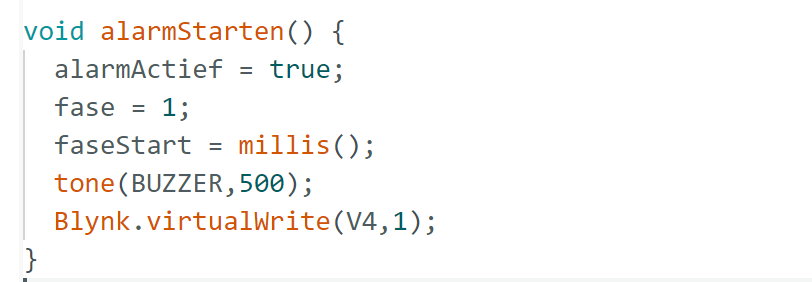 void alarmStarten() {
  alarmActief = true;
  fase = 1;
  faseStart = millis();
  tone(BUZZER,500);
  Blynk.virtualWrite(V4,1);
}